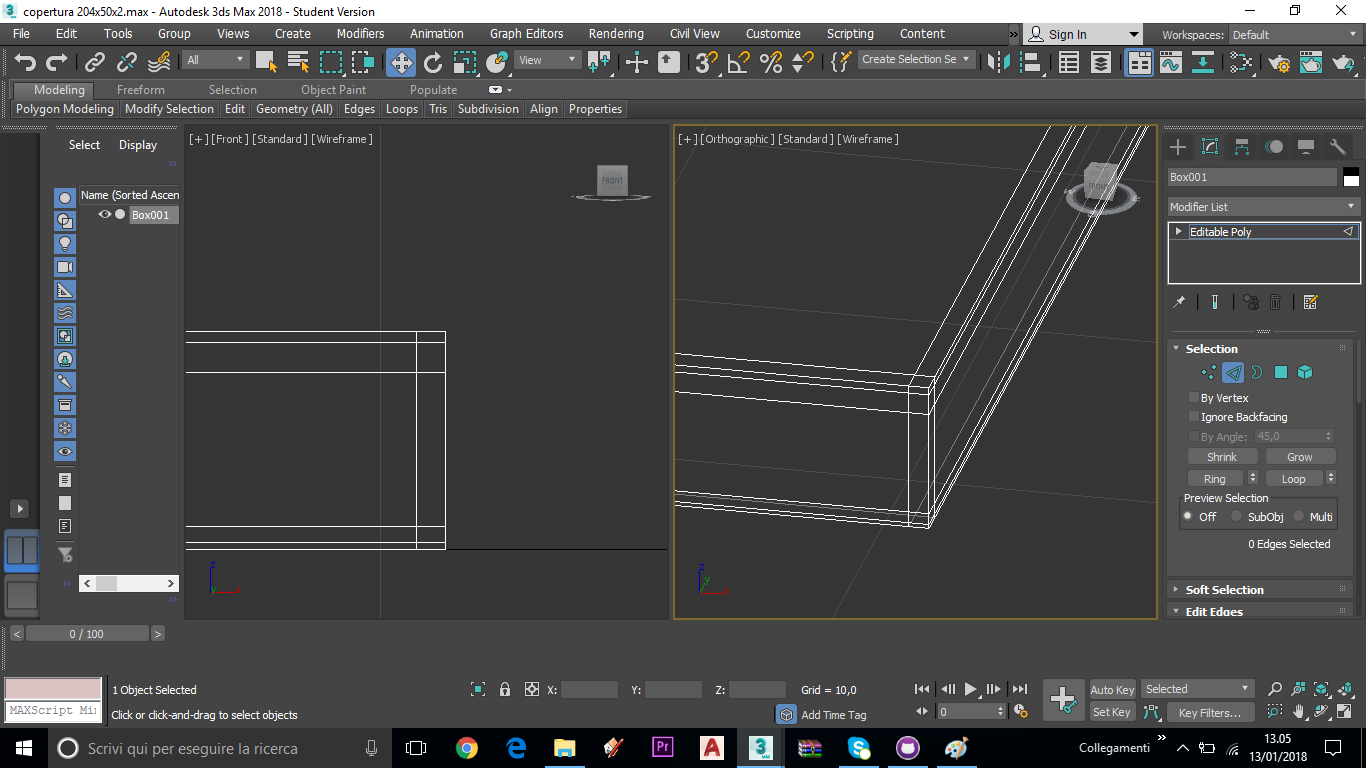 copertura 204x50x2.max - Autodesk 3ds Max 2018 - Student Version
File Edit Tools Group Views Create Modifiers Animation Graph Editors Rendering Civil View Customize Scripting Content » Sign In Workspaces: Default
All View Create Selection Se
Modeling Freeform Selection Object Paint Populate
Polygon Modeling Modify Selection Edit Geometry (All) Edges Loops Tris Subdivision Align Properties
Select Display
Name (Sorted Ascen
Box001
[+] [Front] [Standard] [Wireframe]
FRONT
[+] [Orthographic] [Standard] [Wireframe]
FRONT
z
x
y
z
y
x
Box001
Modifier List
Editable Poly
Selection
By Vertex
Ignore Backfacing
By Angle: 45,0
Shrink Grow
Ring Loop
Preview Selection
Off SubObj Multi
0 Edges Selected
Soft Selection
Edit Edges
< 0 / 100 >
MAXScript Mi
1 Object Selected
Click or click-and-drag to select objects
X: Y: Z: Grid = 10,0
Add Time Tag
0
Auto Key Selected
Set Key Key Filters...
Scrivi qui per eseguire la ricerca
Pr
A
3
MAX
S
Collegamenti »
13.05
13/01/2018